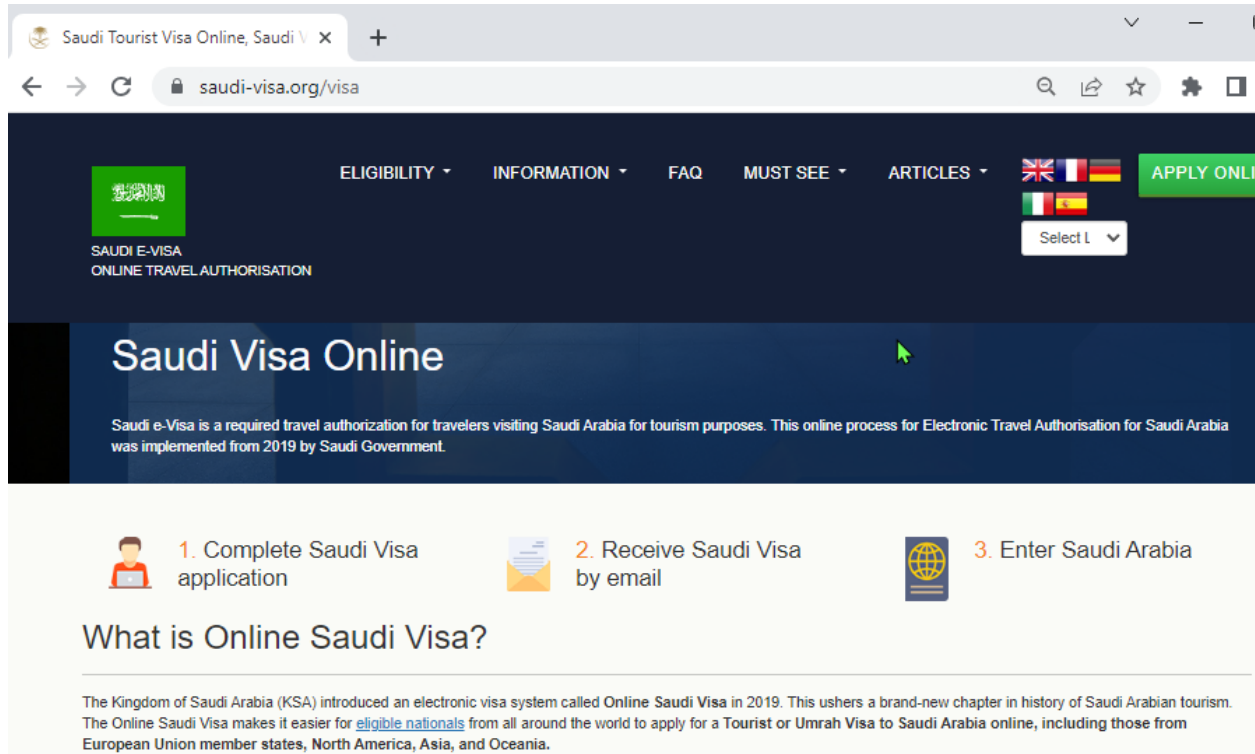 Saudi Tourist Visa Online, Saudi V
saudi-visa.org/visa
ELIGIBILITY INFORMATION FAQ MUST SEE ARTICLES APPLY ONLI
Select L
SAUDI E-VISA
ONLINE TRAVEL AUTHORISATION
Saudi Visa Online
Saudi e-Visa is a required travel authorization for travelers visiting Saudi Arabia for tourism purposes. This online process for Electronic Travel Authorisation for Saudi Arabia
was implemented from 2019 by Saudi Government.
1. Complete Saudi Visa
application
2. Receive Saudi Visa
by email
3. Enter Saudi Arabia
What is Online Saudi Visa?
The Kingdom of Saudi Arabia (KSA) introduced an electronic visa system called Online Saudi Visa in 2019. This ushers a brand-new chapter in history of Saudi Arabian tourism.
The Online Saudi Visa makes it easier for eligible nationals from all around the world to apply for a Tourist or Umrah Visa to Saudi Arabia online, including those from
European Union member states, North America, Asia, and Oceania.